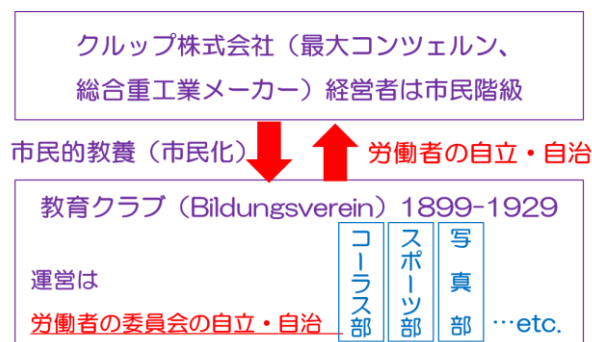 クルップ株式会社（最大コンツェルン、
総合重工業メーカー）経営者は市民階級
市民的教養（市民化）
労働者の自立・自治
教育クラブ（Bildungsverein）1899-1929
運営は
労働者の委員会の自立・自治
コーラス部
スポーツ部
写真部
…etc.